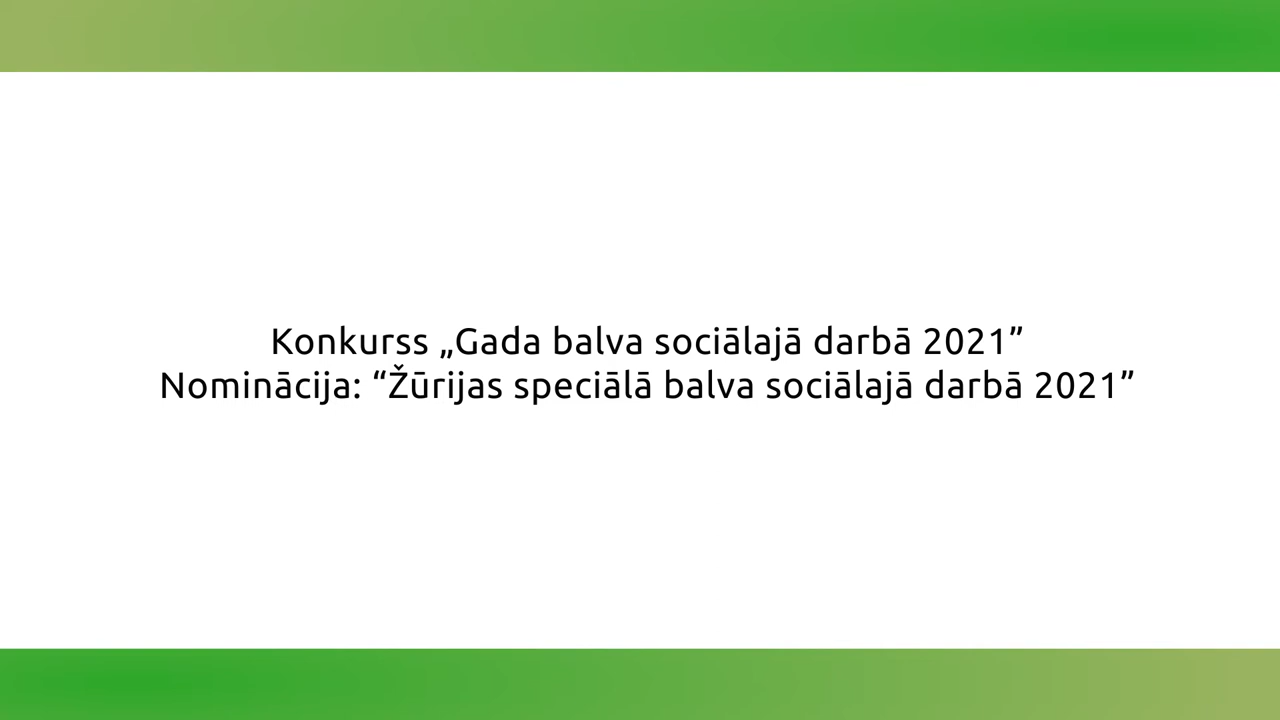 Konkurss „Gada balva sociālajā darbā 2021”
Nominācija: “Žūrijas speciālā balva sociālajā darbā 2021”